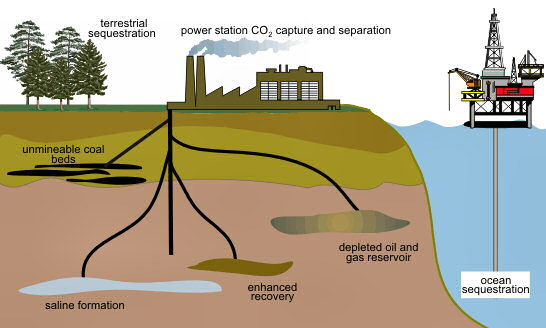 terrestrial
sequestration
power station CO₂ capture and separation
unmineable coal
beds
depleted oil and
gas reservoir
enhanced
recovery
saline formation
ocean
sequestration